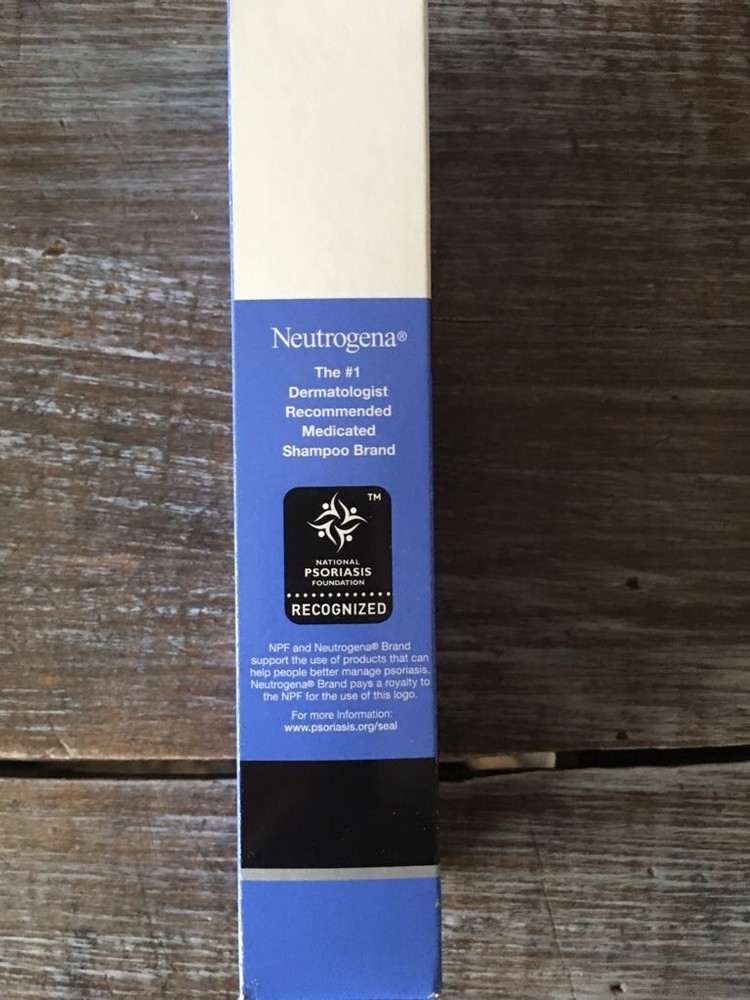 Neutrogena®
The #1
Dermatologist
Recommended
Medicated
Shampoo Brand
TM
NATIONAL
PSORIASIS
FOUNDATION
RECOGNIZED
NPF and Neutrogena® Brand
support the use of products that can
help people better manage psoriasis.
Neutrogena® Brand pays a royalty to
the NPF for the use of this logo.
For more information:
www.psoriasis.org/seal